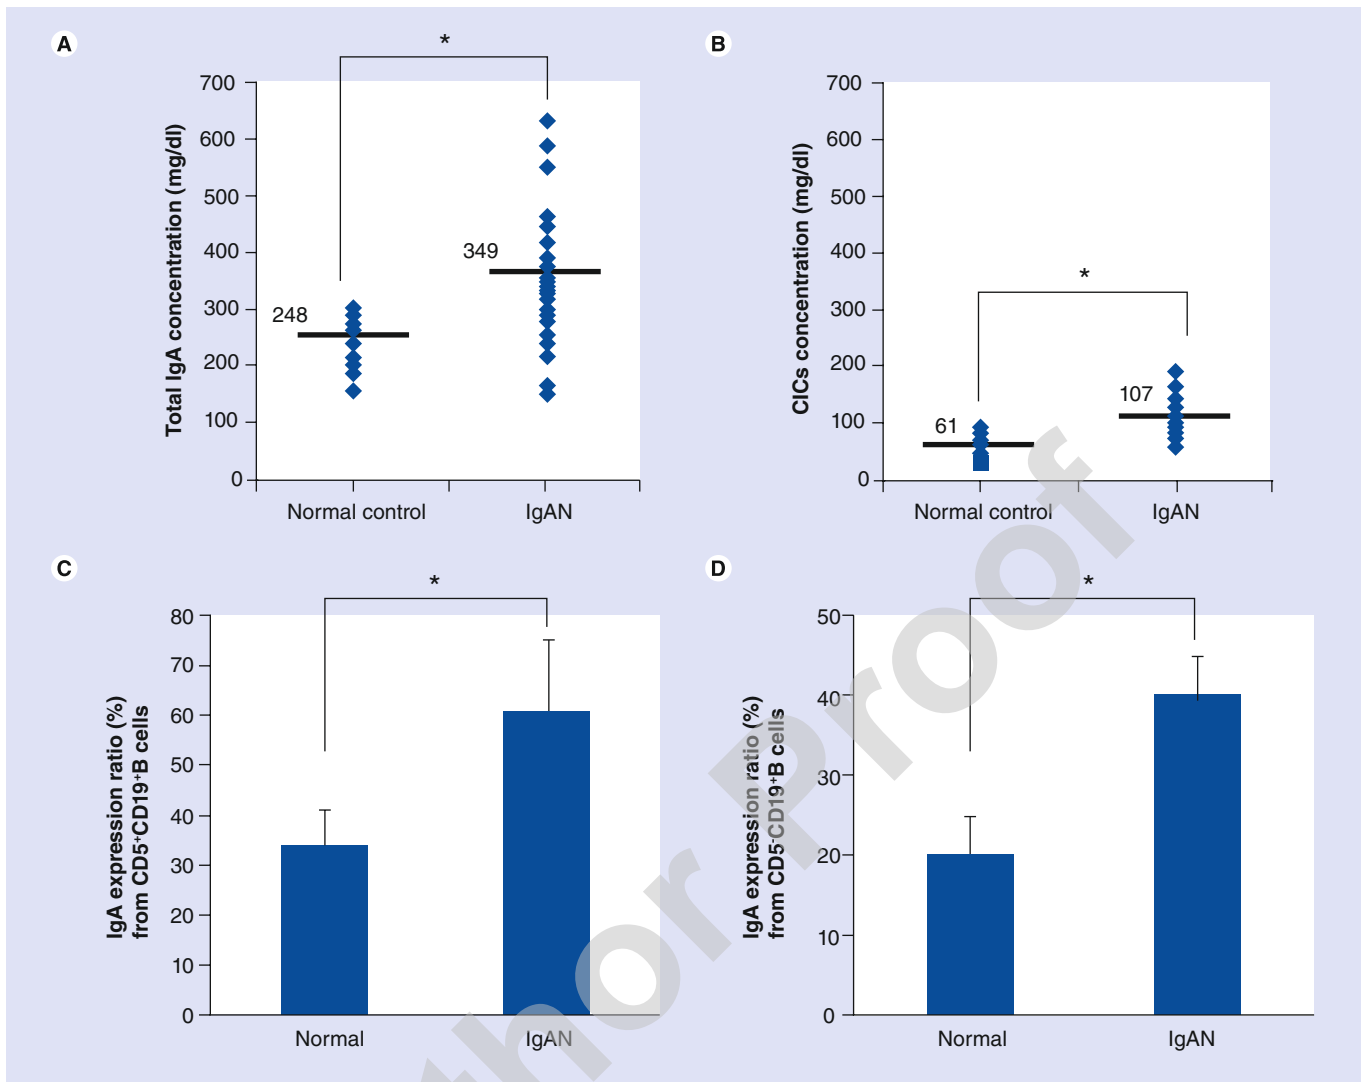 A
*
700
600
500
400
300
200
100
0
Total IgA concentration (mg/dl)
248
349
Normal control
IgAN
B
700
600
500
400
300
200
100
0
CICs concentration (mg/dl)
*
61
107
Normal control
IgAN
C
*
80
70
60
50
40
30
20
10
0
IgA expression ratio (%)
from CD5⁺CD19⁺B cells
Normal
IgAN
D
*
50
40
30
20
10
0
IgA expression ratio (%)
from CD5⁻CD19⁺B cells
Normal
IgAN
thor Proof